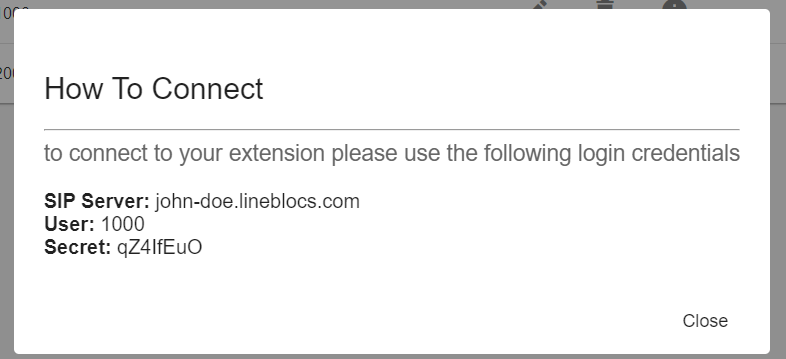 How To Connect
to connect to your extension please use the following login credentials
SIP Server: john-doe.lineblocs.com
User: 1000
Secret: qZ4IfEuO
Close